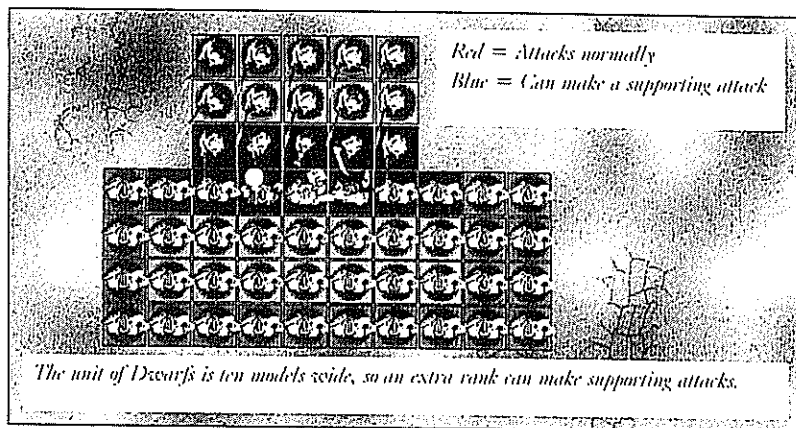 Red = Attacks normally
Blue = Can make a supporting attack
The unit of Dwarfs is ten models wide, so an extra rank can make supporting attacks.